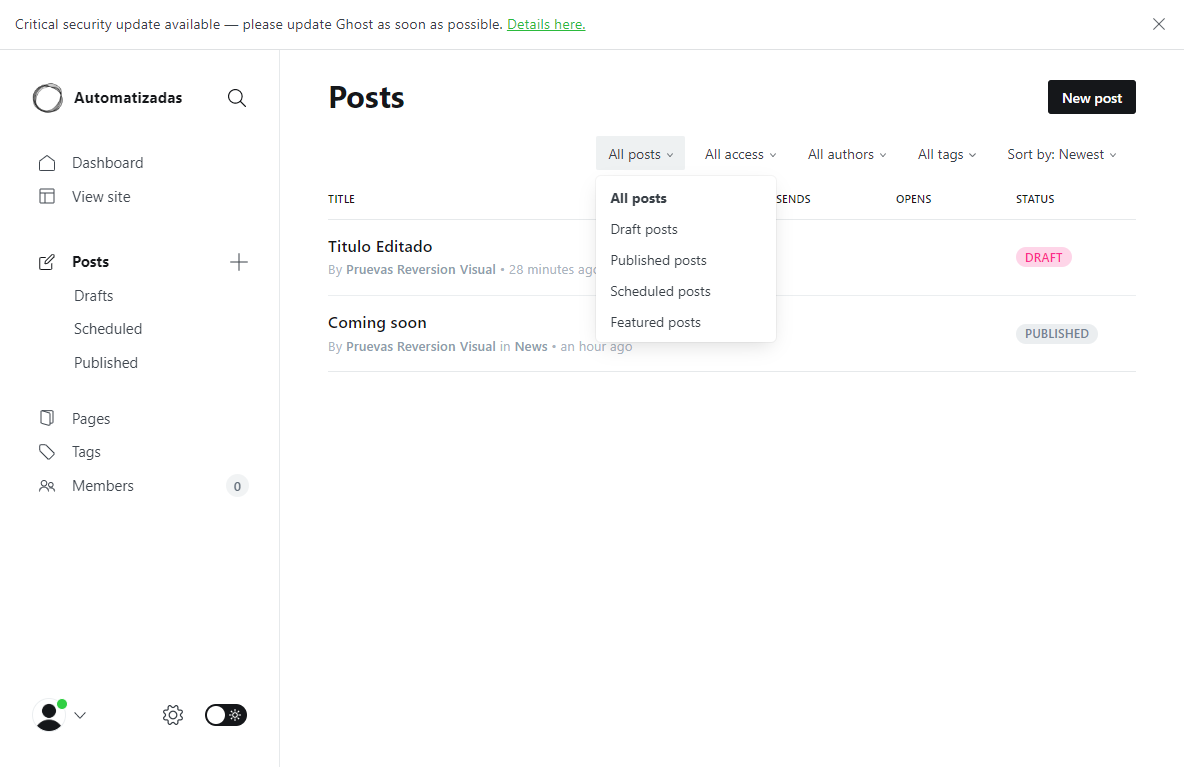 Critical security update available — please update Ghost as soon as possible. Details here.
Automatizadas
Dashboard
View site
Posts
Drafts
Scheduled
Published
Pages
Tags
Members 0
Posts
New post
All posts All access All authors All tags Sort by: Newest
All posts
Draft posts
Published posts
Scheduled posts
Featured posts
TITLE SENDS OPENS STATUS
Titulo Editado
By Pruevas Reversion Visual • 28 minutes ago
DRAFT
Coming soon
By Pruevas Reversion Visual in News • an hour ago
PUBLISHED